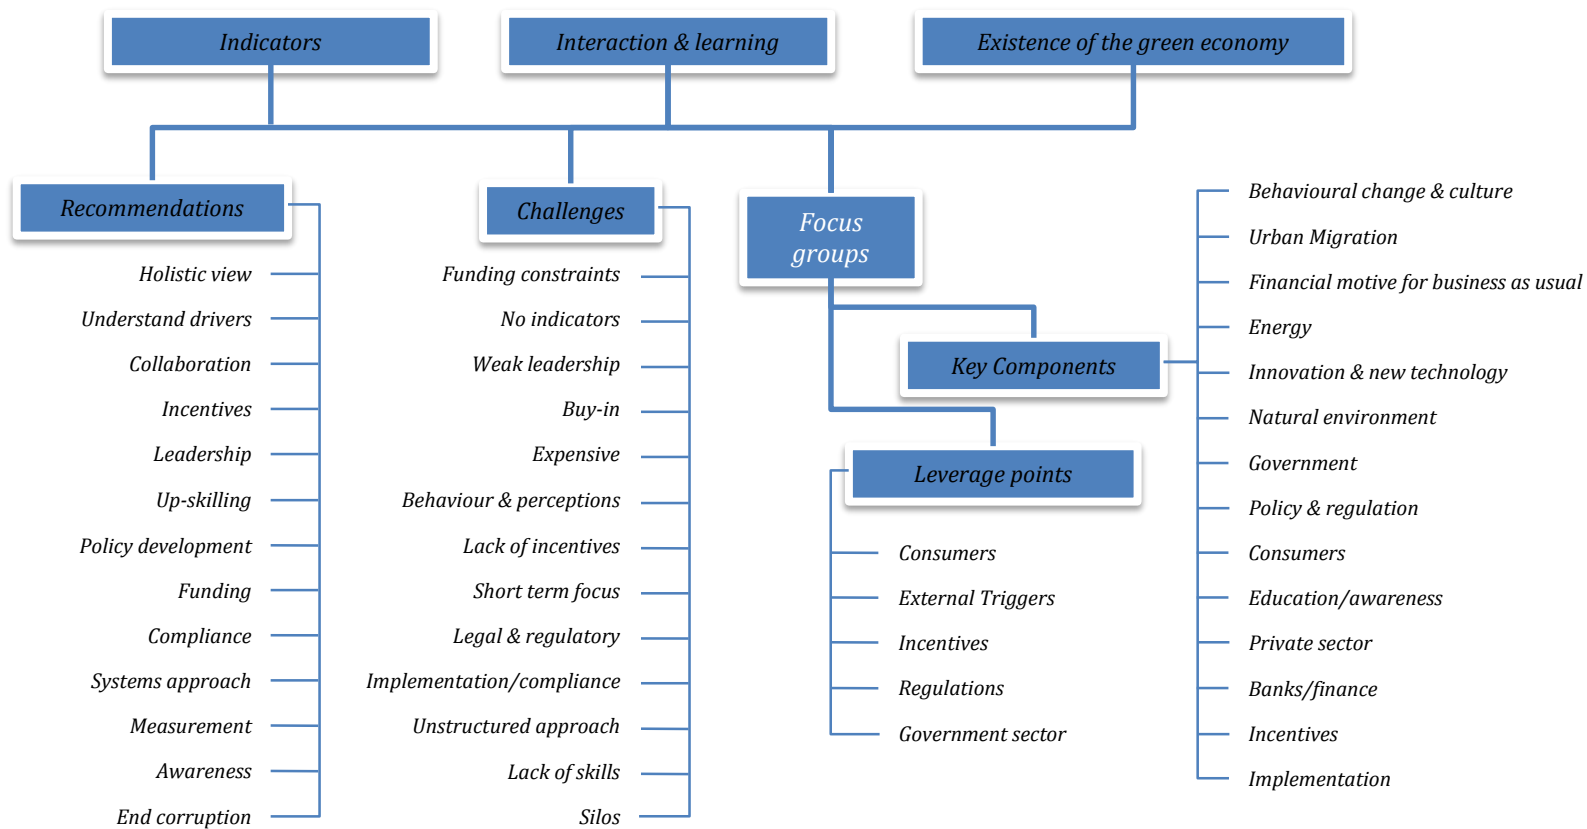 Indicators
Interaction & learning
Existence of the green economy
Recommendations
Holistic view
Understand drivers
Collaboration
Incentives
Leadership
Up-skilling
Policy development
Funding
Compliance
Systems approach
Measurement
Awareness
End corruption
Challenges
Funding constraints
No indicators
Weak leadership
Buy-in
Expensive
Behaviour & perceptions
Lack of incentives
Short term focus
Legal & regulatory
Implementation/compliance
Unstructured approach
Lack of skills
Silos
Focus
groups
Key Components
Behavioural change & culture
Urban Migration
Financial motive for business as usual
Energy
Innovation & new technology
Natural environment
Government
Policy & regulation
Consumers
Education/awareness
Private sector
Banks/finance
Incentives
Implementation
Leverage points
Consumers
External Triggers
Incentives
Regulations
Government sector